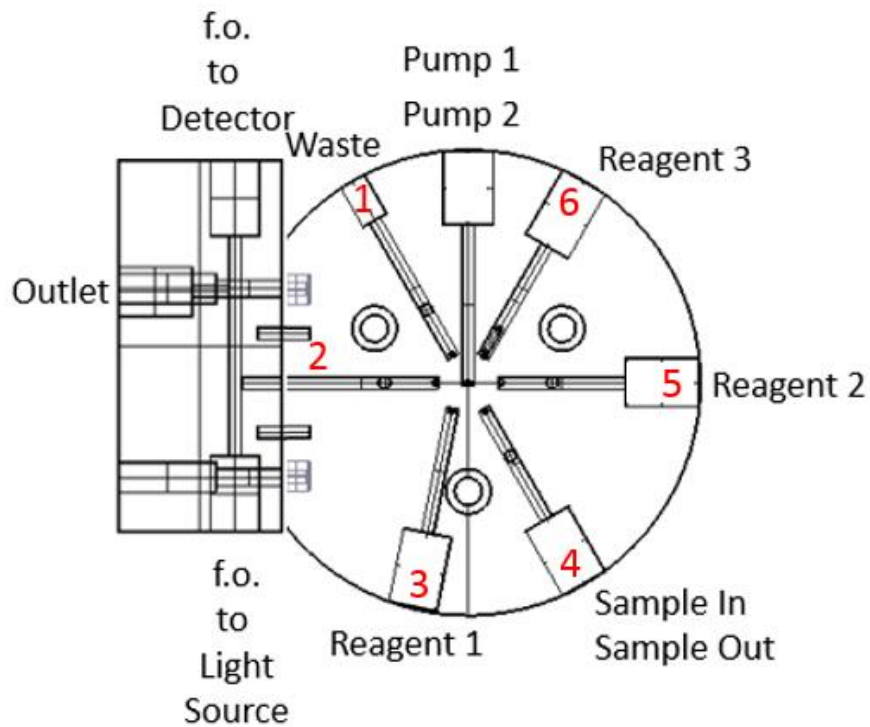 f.o.
to
Detector
Pump 1
Pump 2
Waste
Reagent 3
1
6
Outlet
2
5
Reagent 2
3
4
f.o.
to
Light
Source
Reagent 1
Sample In
Sample Out